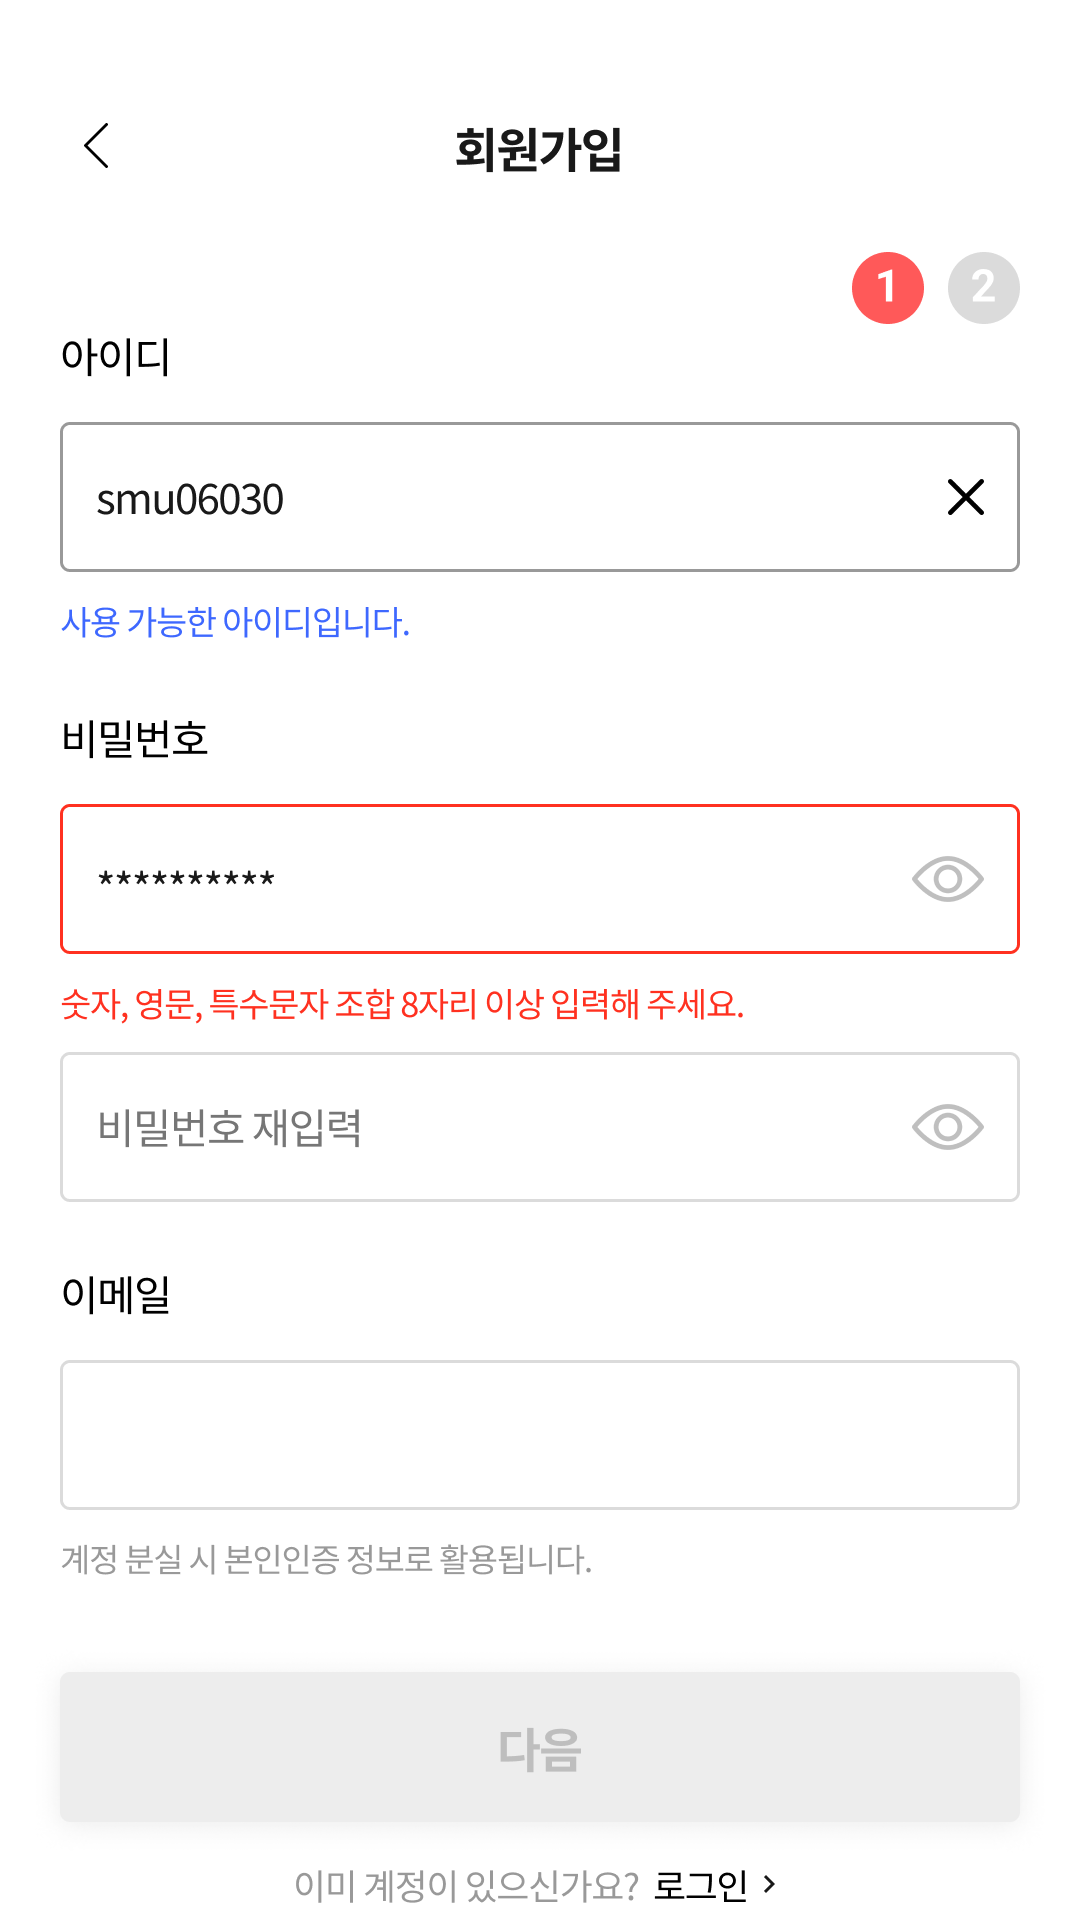 회원가입
1 2
아이디
smu06030
사용 가능한 아이디입니다.
비밀번호
**********
숫자, 영문, 특수문자 조합 8자리 이상 입력해 주세요.
비밀번호 재입력
이메일
계정 분실 시 본인인증 정보로 활용됩니다.
다음
이미 계정이 있으신가요? 로그인